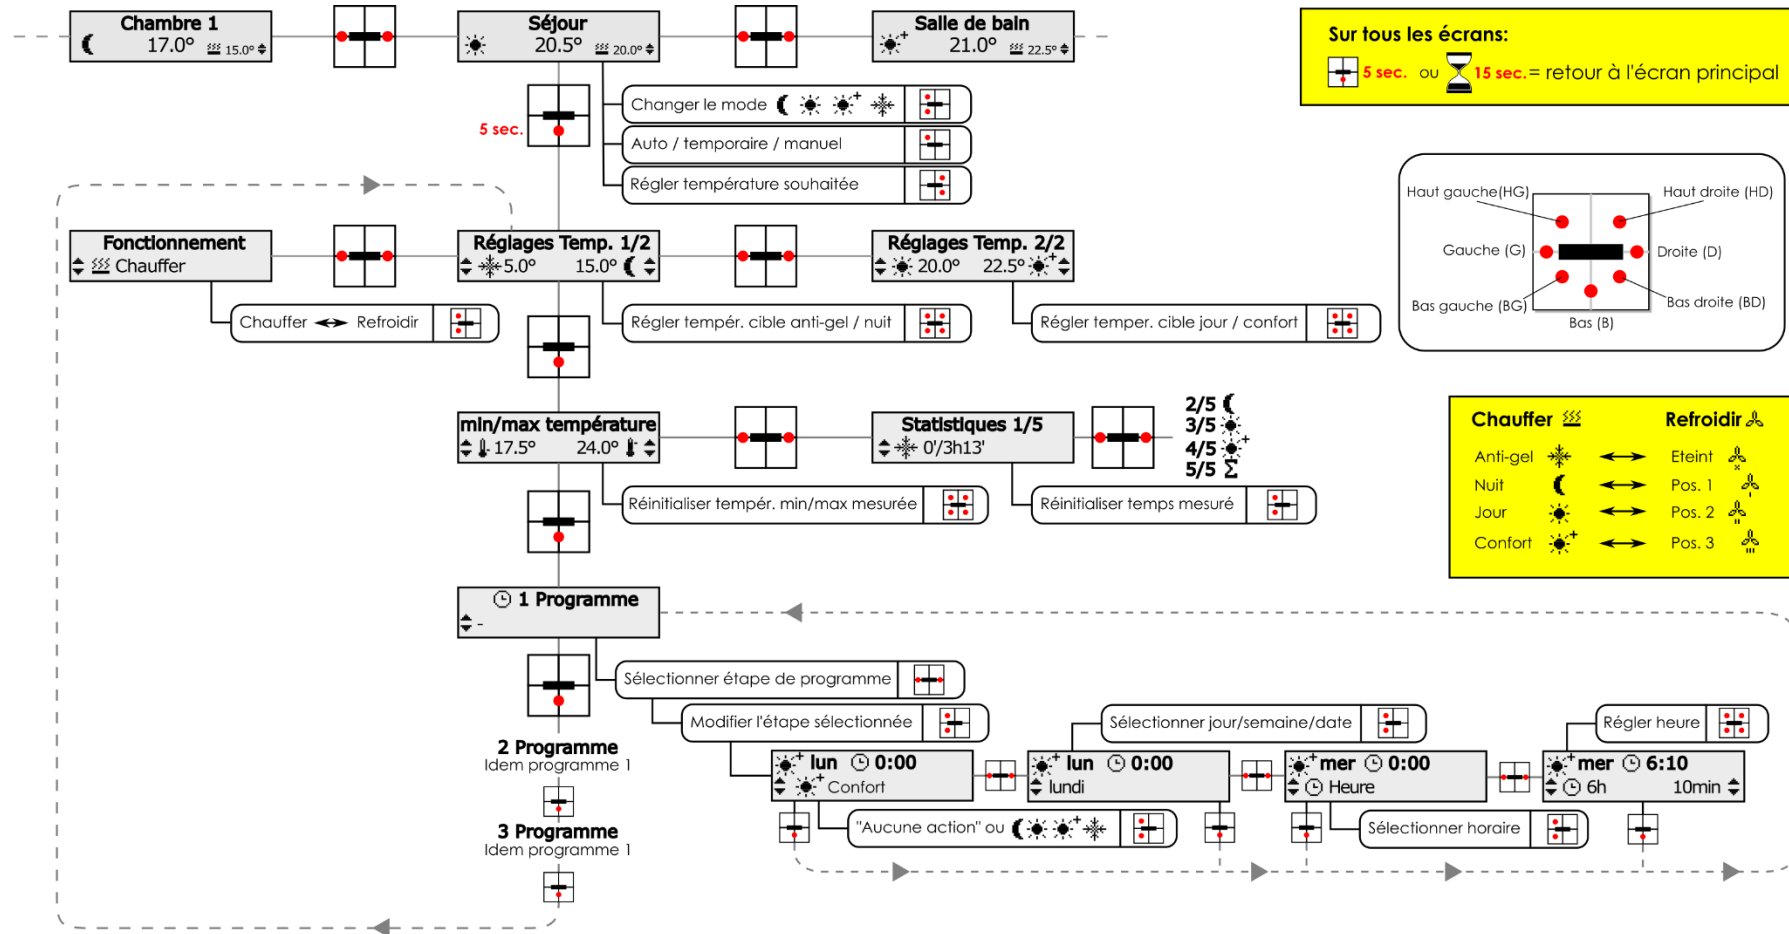 Chambre 1
17.0° 15.0°
Séjour
20.5° 20.0°
Salle de bain
21.0° 22.5°
Sur tous les écrans:
5 sec. ou 15 sec. = retour à l'écran principal
5 sec.
Changer le mode
Auto / temporaire / manuel
Régler température souhaitée
Haut gauche(HG)
Haut droite (HD)
Gauche (G)
Droite (D)
Bas gauche (BG)
Bas droite (BD)
Bas (B)
Fonctionnement
Chauffer
Réglages Temp. 1/2
5.0° 15.0°
Réglages Temp. 2/2
20.0° 22.5°
Chauffer Refroidir
Régler tempér. cible anti-gel / nuit
Régler temper. cible jour / confort
min/max température
17.5° 24.0°
Statistiques 1/5
0'/3h13'
2/5
3/5
4/5
5/5 Σ
Réinitialiser tempér. min/max mesurée
Réinitialiser temps mesuré
Chauffer Refroidir
Anti-gel Eteint
Nuit Pos. 1
Jour Pos. 2
Confort Pos. 3
1 Programme
-
Sélectionner étape de programme
Modifier l'étape sélectionnée
Sélectionner jour/semaine/date
Régler heure
2 Programme
Idem programme 1
3 Programme
Idem programme 1
lun 0:00
Confort
lun 0:00
lundi
mer 0:00
Heure
mer 6:10
6h 10min
"Aucune action" ou
Sélectionner horaire